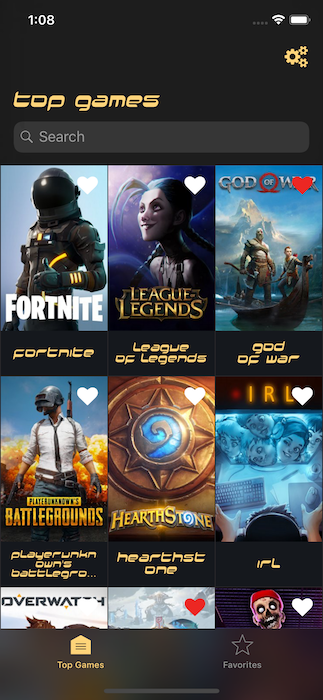 1:08
top games
Search
GOD OF WAR
FORTNITE
LEAGUE OF
LEGENDS
fortnite
league
of legends
god
of war
IRL
PLAYERUNKNOWN'S
BATTLEGROUNDS
HEARTHSTONE
playerunkn
own's
battlegro...
hearthst
one
irl
OVERWATCH
Top Games
Favorites